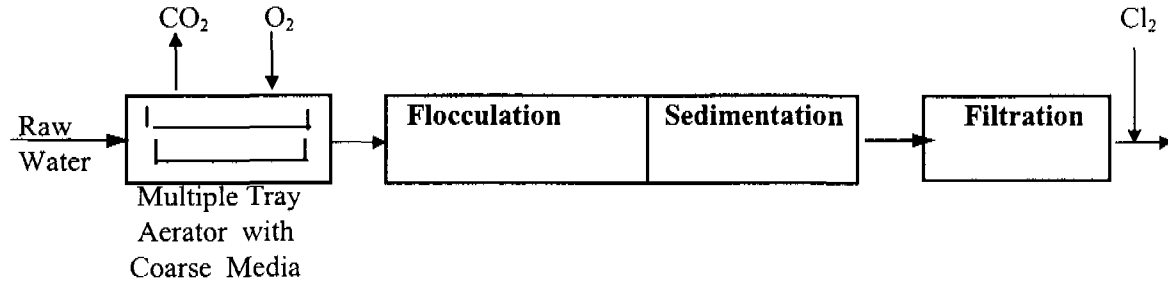 CO₂ O₂ Cl₂
Raw Water
Flocculation
Sedimentation
Filtration
Multiple Tray
Aerator with
Coarse Media